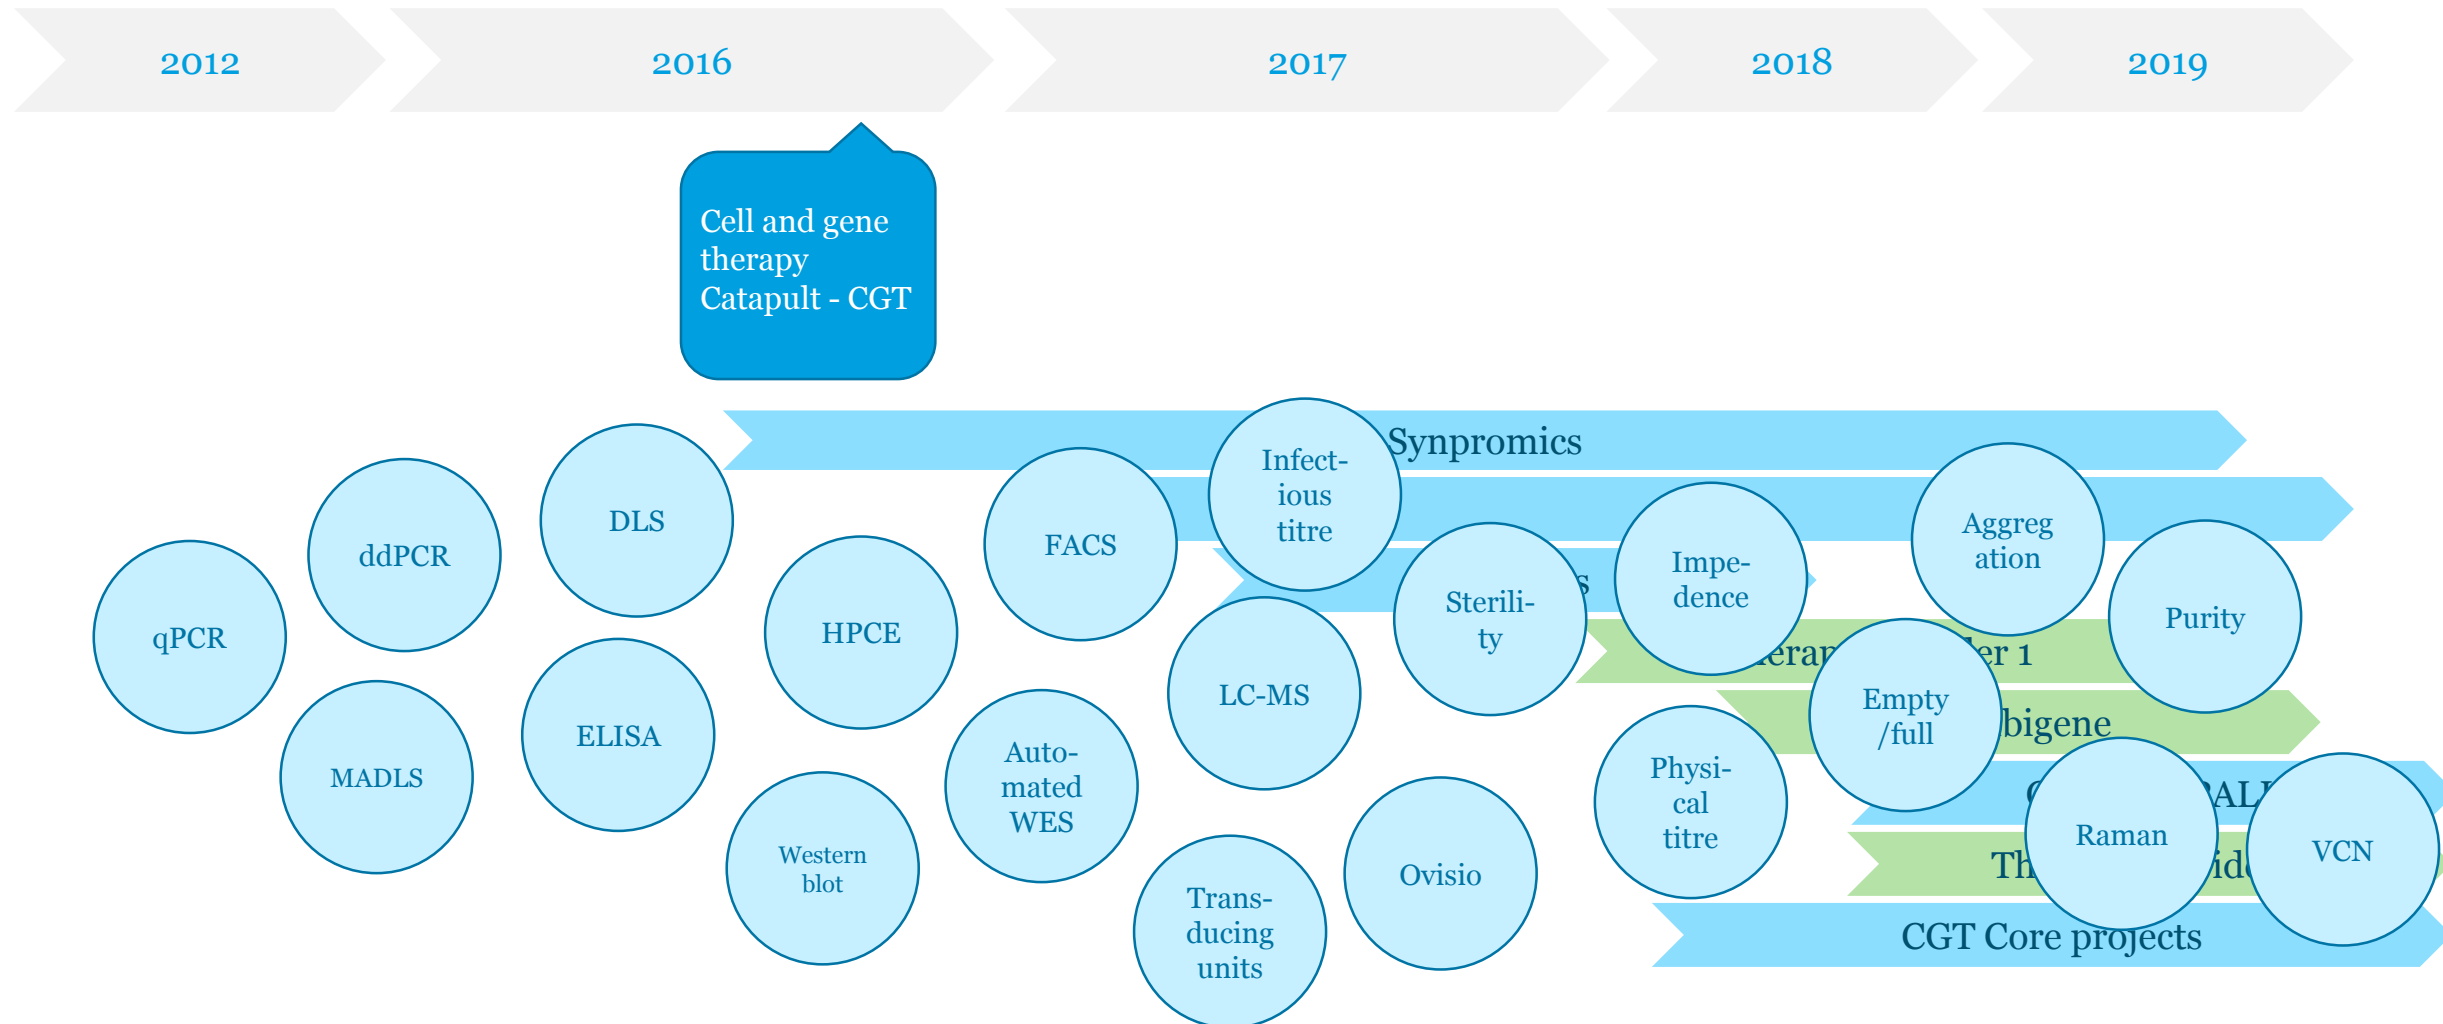 2012
2016
2017
2018
2019
Cell and gene
therapy
Catapult - CGT
Synpromics
Infect-
ious
titre
DLS
FACS
Aggreg
ation
ddPCR
Impe-
dence
qPCR
HPCE
Sterili-
ty
Purity
er 1
LC-MS
Empty
/full
bigene
ELISA
MADLS
Auto-
mated
WES
Physi-
cal
titre
Raman
VCN
Western
blot
Ovisio
Trans-
ducing
units
CGT Core projects